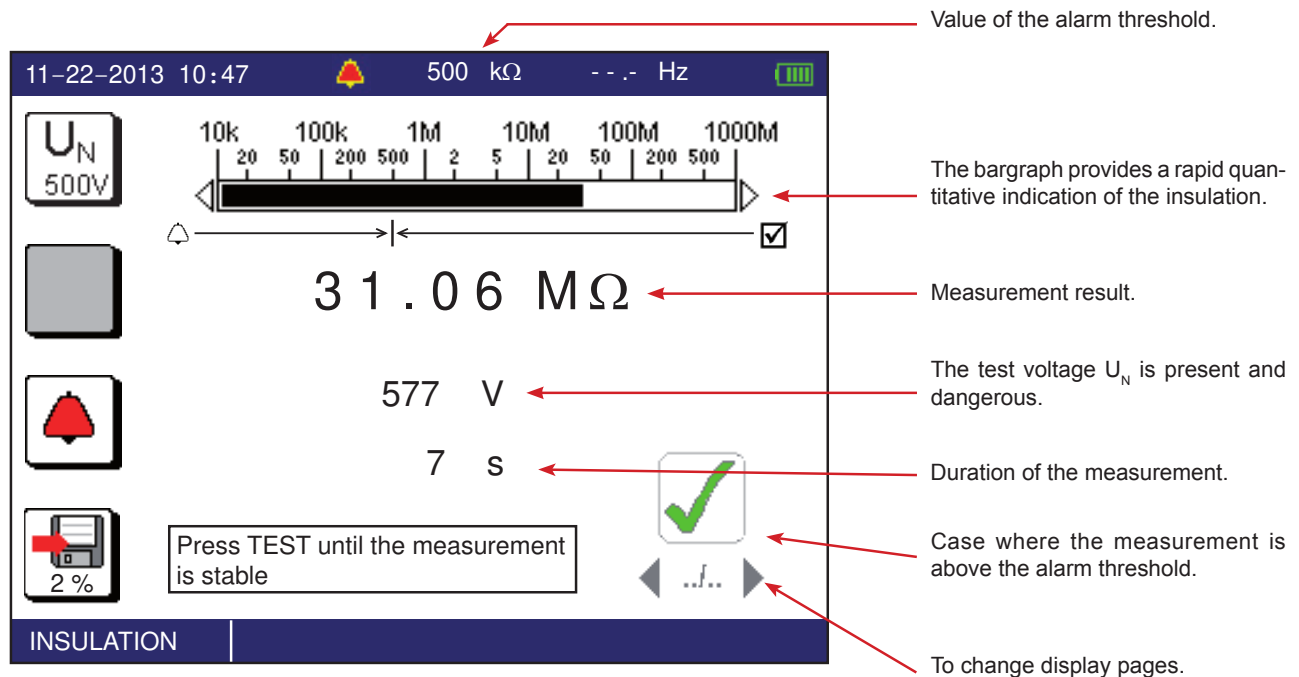 Value of the alarm threshold.
11-22-2013 10:47 500 kΩ - - . - Hz
U_N
500V
10k 100k 1M 10M 100M 1000M
20 50 200 500 2 5 20 50 200 500
The bargraph provides a rapid quan-
titative indication of the insulation.
31.06 MΩ
Measurement result.
577 V
The test voltage U_N is present and
dangerous.
7 s
Duration of the measurement.
2 %
Press TEST until the measurement
is stable
Case where the measurement is
above the alarm threshold.
../..
INSULATION
To change display pages.